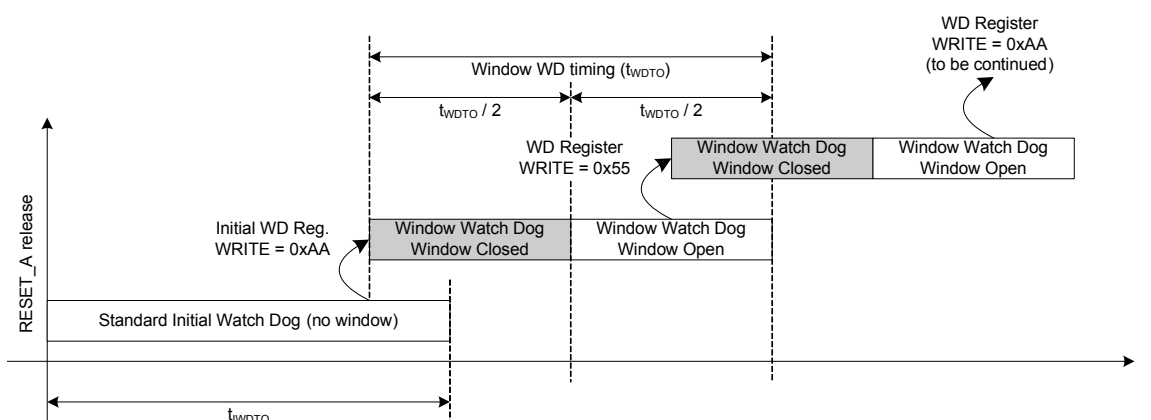 WD Register
WRITE = 0xAA
(to be continued)
Window WD timing (tWDTO)
tWDTO / 2
tWDTO / 2
WD Register
WRITE = 0x55
Window Watch Dog
Window Closed
Window Watch Dog
Window Open
Initial WD Reg.
WRITE = 0xAA
Window Watch Dog
Window Closed
Window Watch Dog
Window Open
RESET_A release
Standard Initial Watch Dog (no window)
tIWDTO